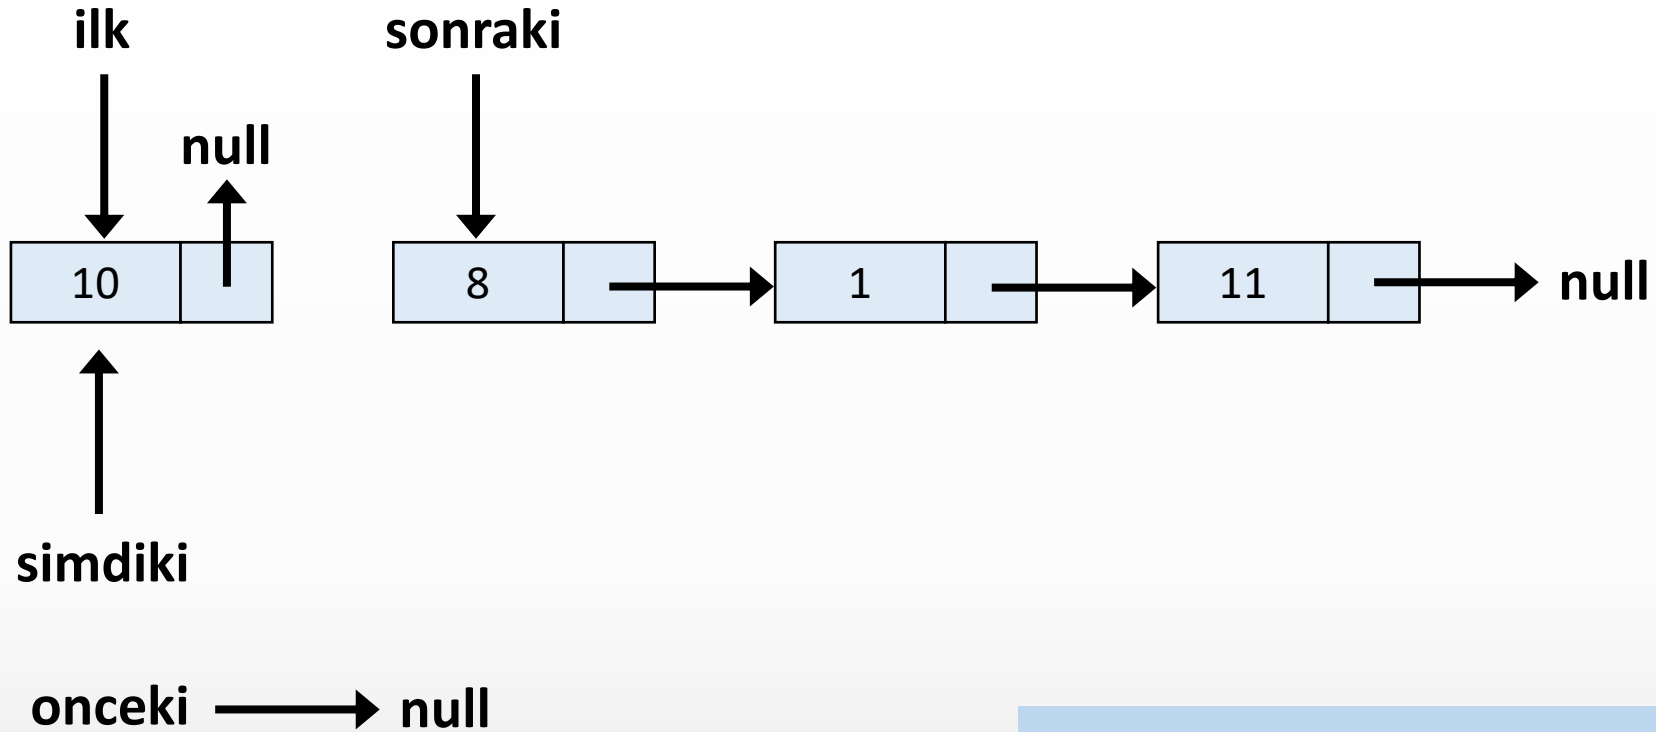 ilk sonraki
null
10 8 1 11 null
simdiki
onceki null